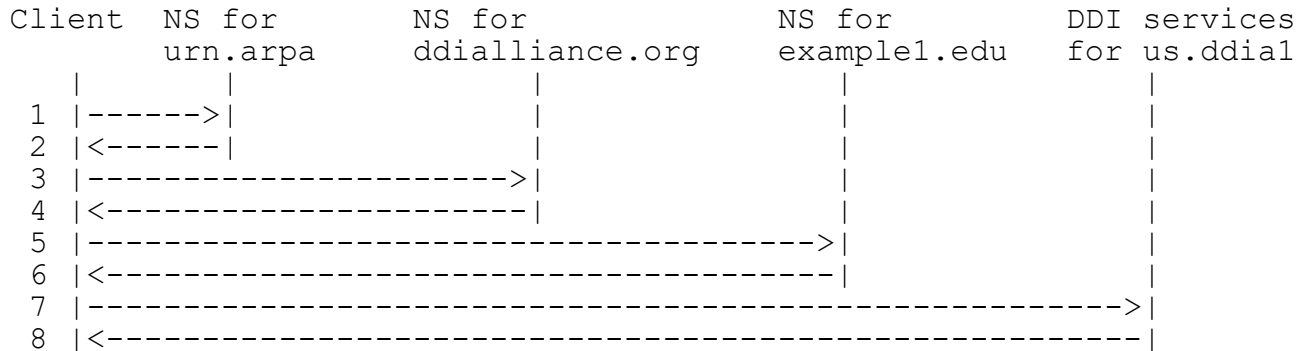 Client  NS for         NS for               NS for         DDI services
        urn.arpa       ddialliance.org      example1.edu   for us.ddia1
   |         |                   |                   |                   |
1  |------>|                   |                   |                   |
2  |<------|                   |                   |                   |
3  |---------------------->|                   |                   |
4  |<----------------------|                   |                   |
5  |-------------------------------------->|                   |
6  |<--------------------------------------|                   |
7  |------------------------------------------------------>|
8  |<------------------------------------------------------|